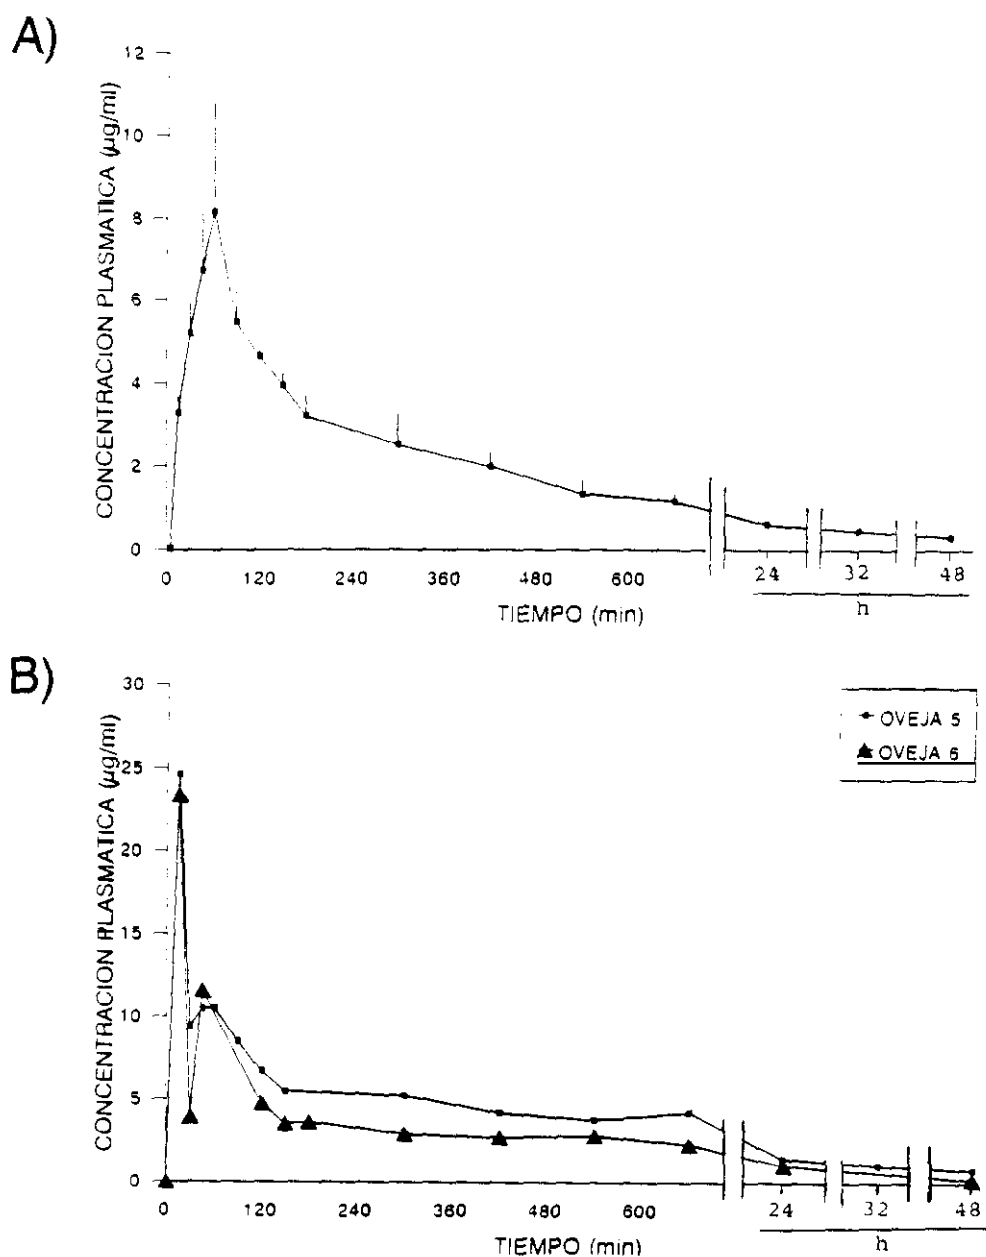 A)
CONCENTRACION PLASMATICA (µg/ml)
12
10
8
6
4
2
0
0 120 240 360 480 600 24 32 48
TIEMPO (min)
h
B)
CONCENTRACION PLASMATICA (µg/ml)
30
25
20
15
10
5
0
OVEJA 5
OVEJA 6
0 120 240 360 480 600 24 32 48
TIEMPO (min)
h